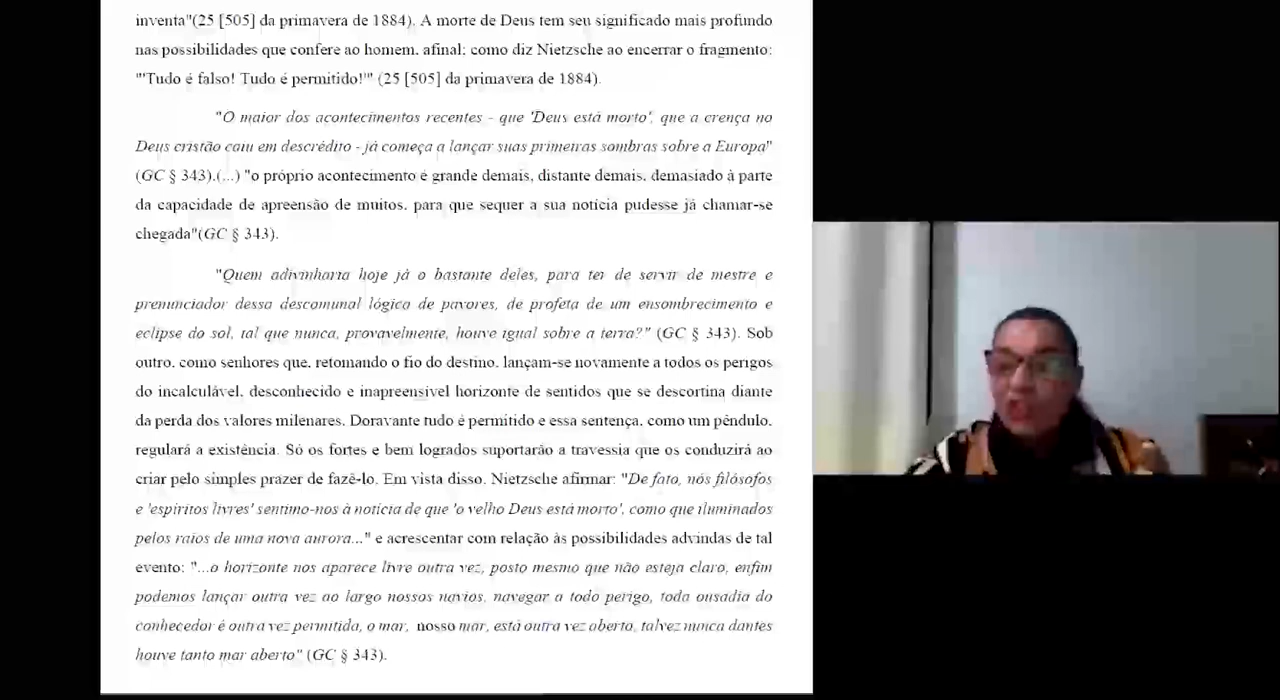 inventa"(25 [505] da primavera de 1884). A morte de Deus tem seu significado mais profundo
nas possibilidades que confere ao homem, afinal; como diz Nietzsche ao encerrar o fragmento:
"'Tudo é falso! Tudo é permitido!'" (25 [505] da primavera de 1884).
"O maior dos acontecimentos recentes - que 'Deus está morto', que a crença no
Deus cristão caiu em descrédito - já começa a lançar suas primeiras sombras sobre a Europa"
(GC § 343).(...) "o próprio acontecimento é grande demais, distante demais, demasiado à parte
da capacidade de apreensão de muitos, para que sequer a sua notícia pudesse já chamar-se
chegada"(GC § 343).
"Quem adivinharia hoje já o bastante deles, para ter de servir de mestre e
prenunciador dessa descomunal lógica de pavores, de profeta de um ensombrecimento e
eclipse do sol, tal que nunca, provavelmente, houve igual sobre a terra?" (GC § 343). Sob
outro, como senhores que, retomando o fio do destino, lançam-se novamente a todos os perigos
do incalculável, desconhecido e inapreensível horizonte de sentidos que se descortina diante
da perda dos valores milenares. Doravante tudo é permitido e essa sentença, como um pêndulo,
regulará a existência. Só os fortes e bem logrados suportarão a travessia que os conduzirá ao
criar pelo simples prazer de fazê-lo. Em vista disso, Nietzsche afirmar: "De fato, nós filósofos
e 'espíritos livres' sentimo-nos à notícia de que 'o velho Deus está morto', como que iluminados
pelos raios de uma nova aurora..." e acrescentar com relação às possibilidades advindas de tal
evento: "...o horizonte nos aparece livre outra vez, posto mesmo que não esteja claro, enfim
podemos lançar outra vez ao largo nossos navios, navegar a todo perigo, toda ousadia do
conhecedor é outra vez permitida, o mar, nosso mar, está outra vez aberto, talvez nunca dantes
houve tanto mar aberto" (GC § 343).